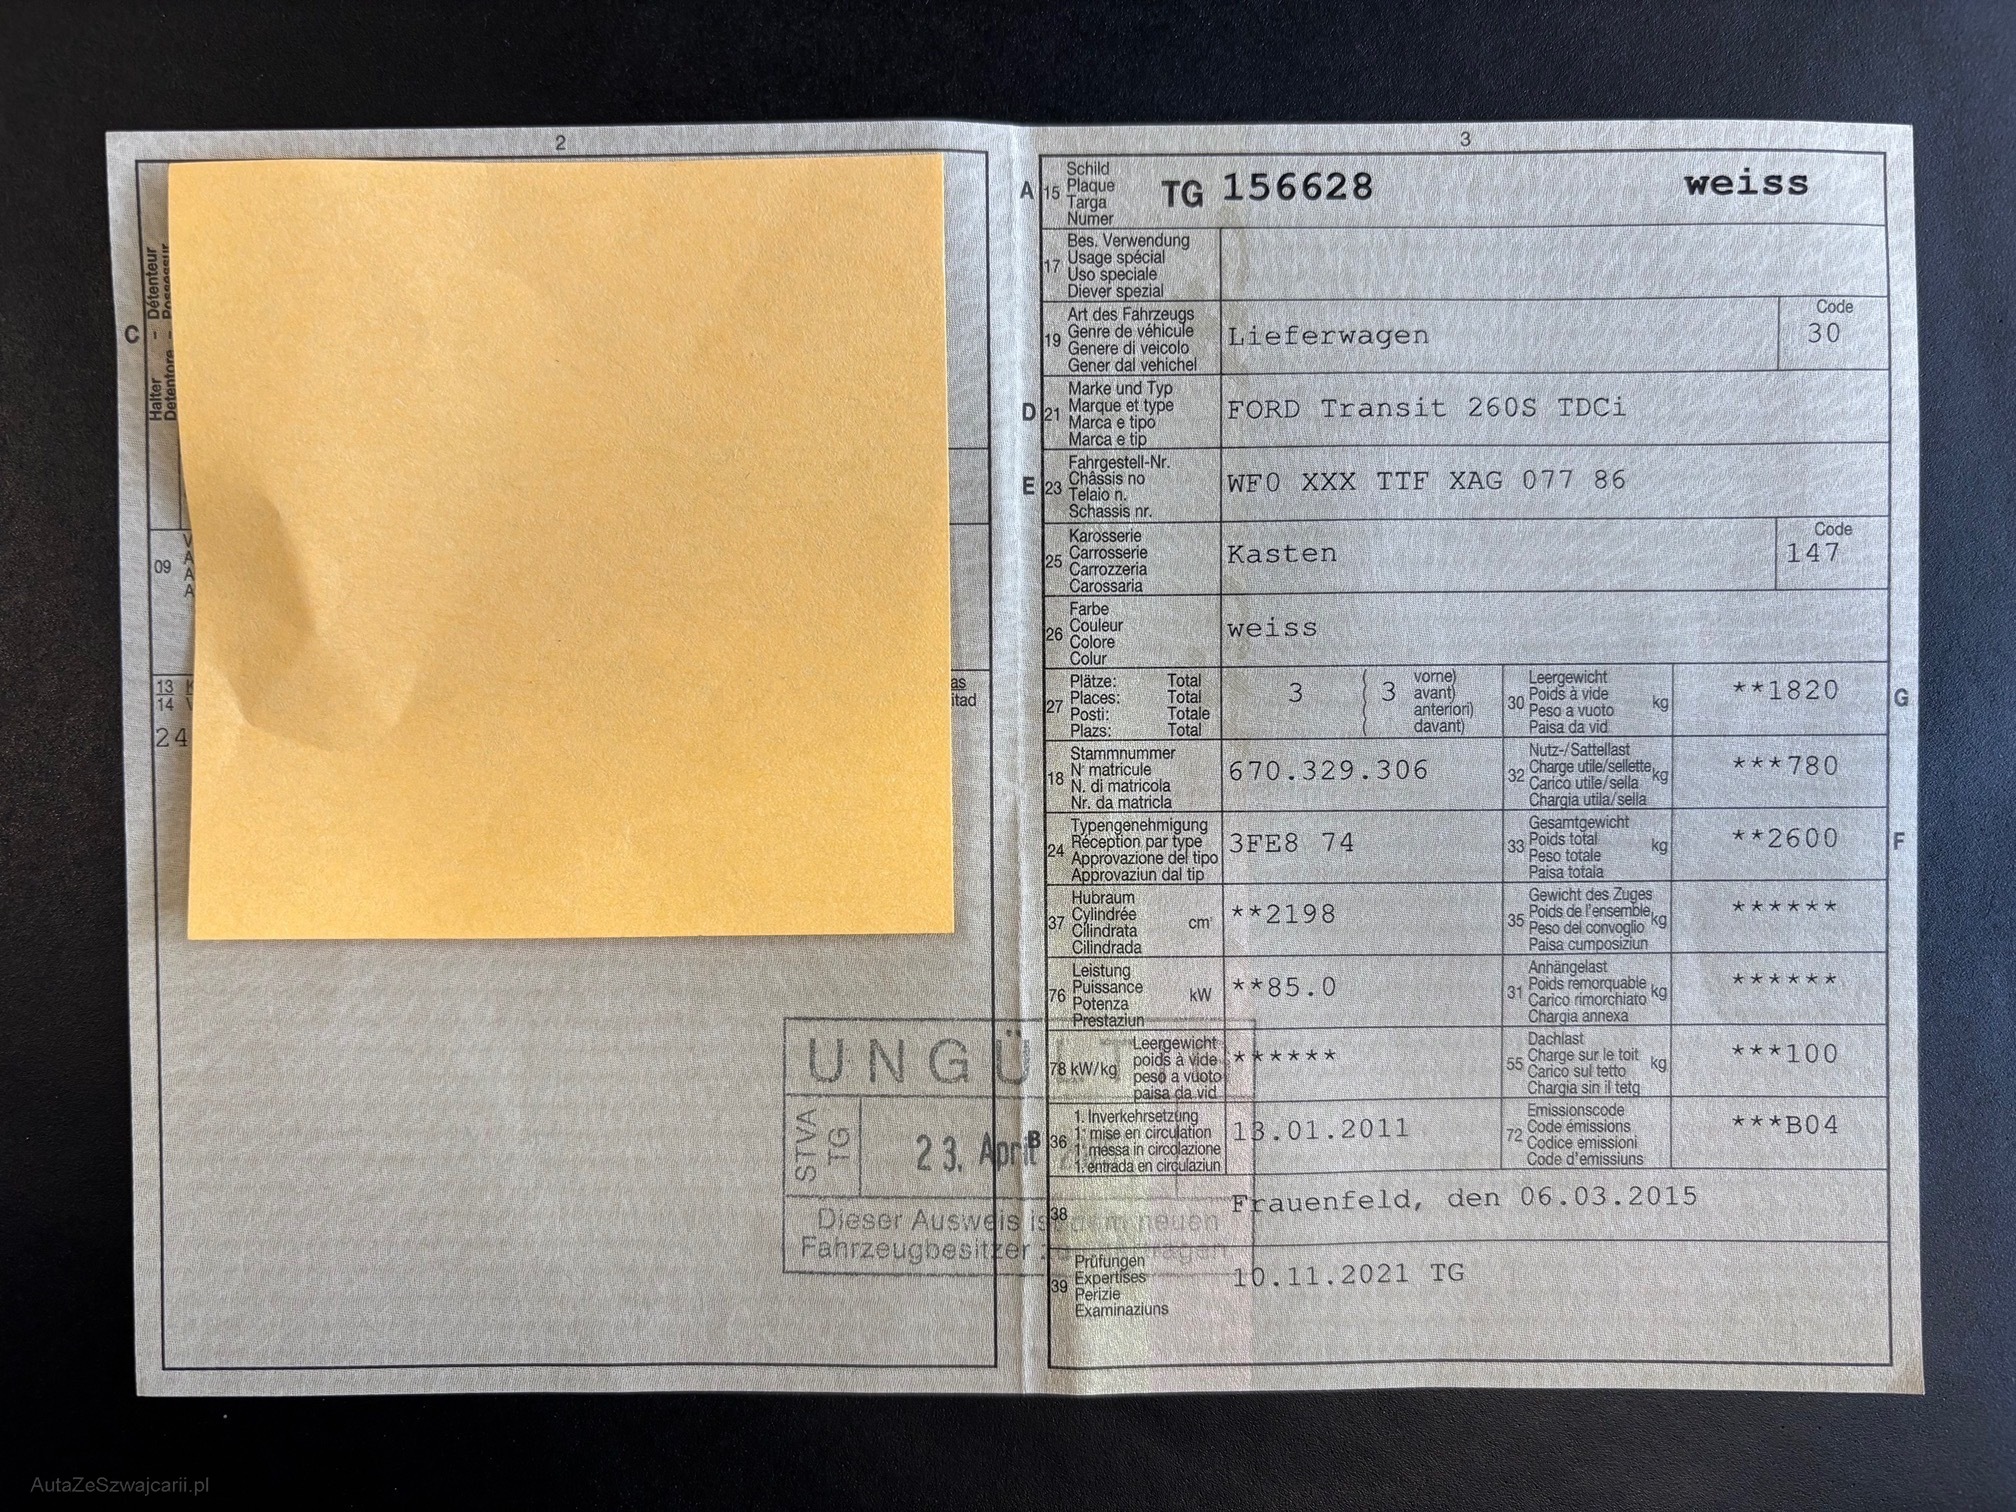 2
C
Halter - Détenteur
Detentore - Possesseur
09
V
A
A
A
13
14
K
V
as
itad
24
UNGÜLT
STVA
TG
23. April
Dieser Ausweis ist dem neuen
Fahrzeugbesitzer
3
A 15 Schild
Plaque
Targa
Numer
TG 156628 weiss
17 Bes. Verwendung
Usage spécial
Uso speciale
Diever spezial
19 Art des Fahrzeugs
Genre de véhicule
Genere di veicolo
Gener dal vehichel
Lieferwagen
Code
30
D 21 Marke und Typ
Marque et type
Marca e tipo
Marca e tip
FORD Transit 260S TDCi
E 23 Fahrgestell-Nr.
Châssis no
Telaio n.
Schassis nr.
WF0 XXX TTF XAG 077 86
25 Karosserie
Carrosserie
Carrozzeria
Carossaria
Kasten
Code
147
26 Farbe
Couleur
Colore
Colur
weiss
27 Plätze: Total
Places: Total
Posti: Totale
Plazs: Total
3 ( 3 vorne)
avant)
anteriori)
davant)
30 Leergewicht
Poids à vide kg
Peso a vuoto
Paisa da vid
**1820
G
18 Stammnummer
N° matricule
N. di matricola
Nr. da matricla
670.329.306
32 Nutz-/Sattellast
Charge utile/sellette kg
Carico utile/sella
Chargia utila/sella
***780
24 Typengenehmigung
Réception par type
Approvazione del tipo
Approvaziun dal tip
3FE8 74
33 Gesamtgewicht
Poids total kg
Peso totale
Paisa totala
**2600
F
37 Hubraum
Cylindrée
Cilindrata
Cilindrada
cm³
**2198
35 Gewicht des Zuges
Poids de l'ensemble kg
Peso del convoglio
Paisa cumposiziun
******
76 Leistung
Puissance
Potenza
Prestaziun
kW
**85.0
31 Anhängelast
Poids remorquable kg
Carico rimorchiato
Chargia annexa
******
78 kW/kg Leergewicht
poids à vide
peso a vuoto
paisa da vid
******
55 Dachlast
Charge sur le toit kg
Carico sul tetto
Chargia sin il tetg
***100
B 36 1. Inverkehrsetzung
1re mise en circulation
1a messa in circolazione
1. entrada en circulaziun
13.01.2011
72 Emissionscode
Code émissions
Codice emissioni
Code d'emissiuns
***B04
38
Frauenfeld, den 06.03.2015
39 Prüfungen
Expertises
Perizie
Examinaziuns
10.11.2021 TG
AutaZeSzwajcarii.pl